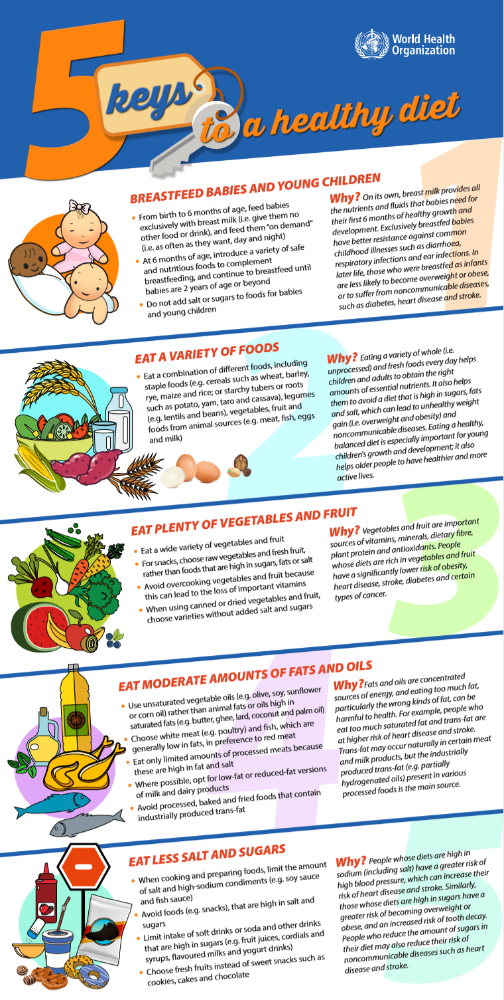 World Health
Organization
5
keys
to a healthy diet
1
BREASTFEED BABIES AND YOUNG CHILDREN
• From birth to 6 months of age, feed babies
exclusively with breast milk (i.e. give them no
other food or drink), and feed them “on demand”
(i.e. as often as they want, day and night)
• At 6 months of age, introduce a variety of safe
and nutritious foods to complement
breastfeeding, and continue to breastfeed until
babies are 2 years of age or beyond
• Do not add salt or sugars to foods for babies
and young children
Why? On its own, breast milk provides all
the nutrients and fluids that babies need for
their first 6 months of healthy growth and
development. Exclusively breastfed babies
have better resistance against common
childhood illnesses such as diarrhoea,
respiratory infections and ear infections. In
later life, those who were breastfed as infants
are less likely to become overweight or obese,
or to suffer from noncommunicable diseases,
such as diabetes, heart disease and stroke.
2
EAT A VARIETY OF FOODS
• Eat a combination of different foods, including
staple foods (e.g. cereals such as wheat, barley,
rye, maize and rice; or starchy tubers or roots
such as potato, yam, taro and cassava), legumes
(e.g. lentils and beans), vegetables, fruit and
foods from animal sources (e.g. meat, fish, eggs
and milk)
Why? Eating a variety of whole (i.e.
unprocessed) and fresh foods every day helps
children and adults to obtain the right
amounts of essential nutrients. It also helps
them to avoid a diet that is high in sugars, fats
and salt, which can lead to unhealthy weight
gain (i.e. overweight and obesity) and
noncommunicable diseases. Eating a healthy,
balanced diet is especially important for young
children's growth and development; it also
helps older people to have healthier and more
active lives.
3
EAT PLENTY OF VEGETABLES AND FRUIT
• Eat a wide variety of vegetables and fruit
• For snacks, choose raw vegetables and fresh fruit,
rather than foods that are high in sugars, fats or salt
• Avoid overcooking vegetables and fruit because
this can lead to the loss of important vitamins
• When using canned or dried vegetables and fruit,
choose varieties without added salt and sugars
Why? Vegetables and fruit are important
sources of vitamins, minerals, dietary fibre,
plant protein and antioxidants. People
whose diets are rich in vegetables and fruit
have a significantly lower risk of obesity,
heart disease, stroke, diabetes and certain
types of cancer.
4
EAT MODERATE AMOUNTS OF FATS AND OILS
• Use unsaturated vegetable oils (e.g. olive, soy, sunflower
or corn oil) rather than animal fats or oils high in
saturated fats (e.g. butter, ghee, lard, coconut and palm oil)
• Choose white meat (e.g. poultry) and fish, which are
generally low in fats, in preference to red meat
• Eat only limited amounts of processed meats because
these are high in fat and salt
• Where possible, opt for low-fat or reduced-fat versions
of milk and dairy products
• Avoid processed, baked and fried foods that contain
industrially produced trans-fat
Why? Fats and oils are concentrated
sources of energy, and eating too much fat,
particularly the wrong kinds of fat, can be
harmful to health. For example, people who
eat too much saturated fat and trans-fat are
at higher risk of heart disease and stroke.
Trans-fat may occur naturally in certain meat
and milk products, but the industrially
produced trans-fat (e.g. partially
hydrogenated oils) present in various
processed foods is the main source.
5
EAT LESS SALT AND SUGARS
• When cooking and preparing foods, limit the amount
of salt and high-sodium condiments (e.g. soy sauce
and fish sauce)
• Avoid foods (e.g. snacks), that are high in salt and
sugars
• Limit intake of soft drinks or soda and other drinks
that are high in sugars (e.g. fruit juices, cordials and
syrups, flavoured milks and yogurt drinks)
• Choose fresh fruits instead of sweet snacks such as
cookies, cakes and chocolate
Why? People whose diets are high in
sodium (including salt) have a greater risk of
high blood pressure, which can increase their
risk of heart disease and stroke. Similarly,
those whose diets are high in sugars have a
greater risk of becoming overweight or
obese, and an increased risk of tooth decay.
People who reduce the amount of sugars in
their diet may also reduce their risk of
noncommunicable diseases such as heart
disease and stroke.